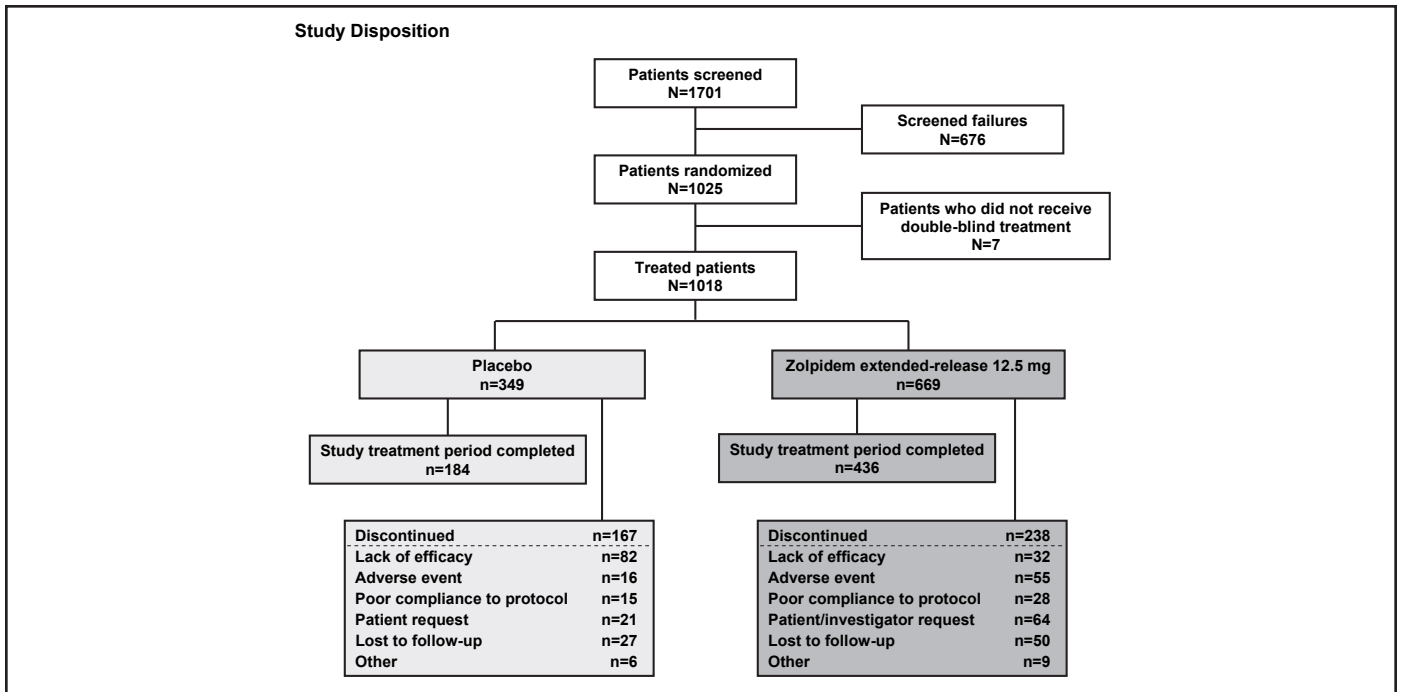 Study Disposition
Patients screened
N=1701
Screened failures
N=676
Patients randomized
N=1025
Patients who did not receive
double-blind treatment
N=7
Treated patients
N=1018
Placebo
n=349
Zolpidem extended-release 12.5 mg
n=669
Study treatment period completed
n=184
Study treatment period completed
n=436
Discontinued n=167
Lack of efficacy n=82
Adverse event n=16
Poor compliance to protocol n=15
Patient request n=21
Lost to follow-up n=27
Other n=6
Discontinued n=238
Lack of efficacy n=32
Adverse event n=55
Poor compliance to protocol n=28
Patient/investigator request n=64
Lost to follow-up n=50
Other n=9